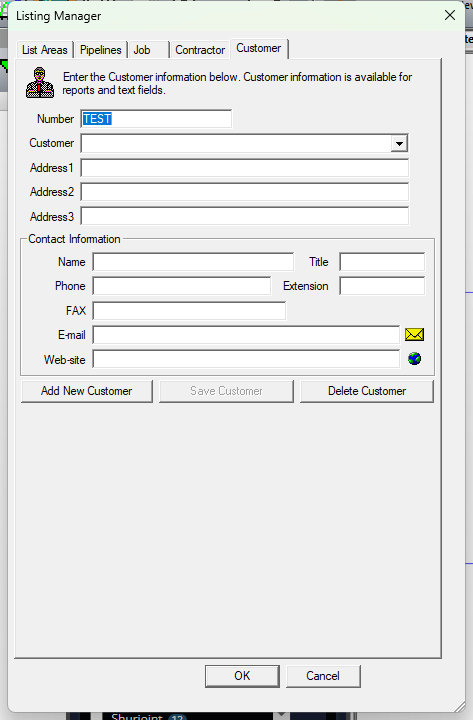 Listing Manager
List Areas Pipelines Job Contractor Customer
Enter the Customer information below. Customer information is available for
reports and text fields.
Number TEST
Customer
Address1
Address2
Address3
Contact Information
Name Title
Phone Extension
FAX
E-mail
Web-site
Add New Customer Save Customer Delete Customer
OK Cancel
Shurjoint 12